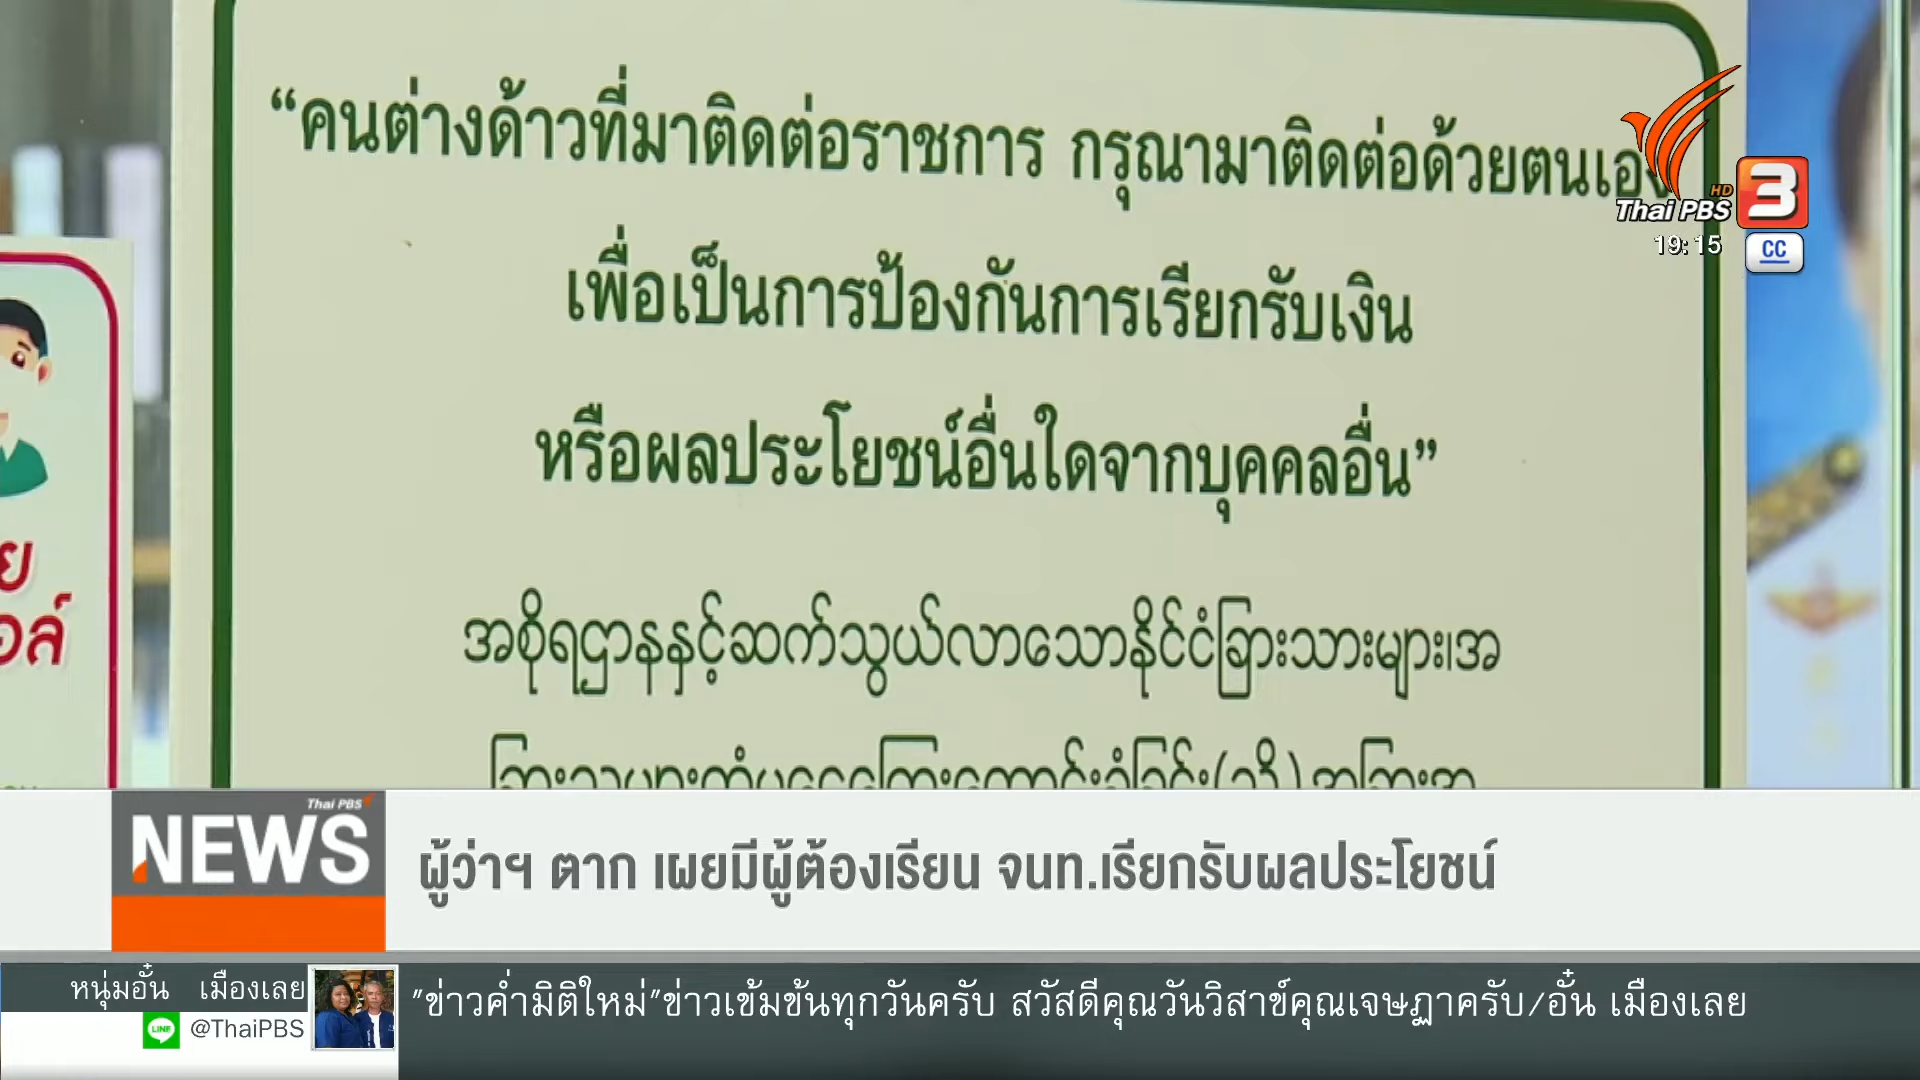 “คนต่างด้าวที่มาติดต่อราชการ กรุณามาติดต่อด้วยตนเอง
เพื่อเป็นการป้องกันการเรียกรับเงิน
หรือผลประโยชน์อื่นใดจากบุคคลอื่น”
အစိုရဌာနနှင့်ဆက်သွယ်လာသောနိုင်ငံခြားသားများ၊အ
HD
Thai PBS
3
19:15
CC
Thai PBS
NEWS
ผู้ว่าฯ ตาก เผยมีผู้ต้องเรียน จนท.เรียกรับผลประโยชน์
หนุ่มอั๋น เมืองเลย
LINE @ThaiPBS
"ข่าวค่ำมิติใหม่"ข่าวเข้มข้นทุกวันครับ สวัสดีคุณวันวิสาข์คุณเจษฏาครับ/อั๋น เมืองเลย